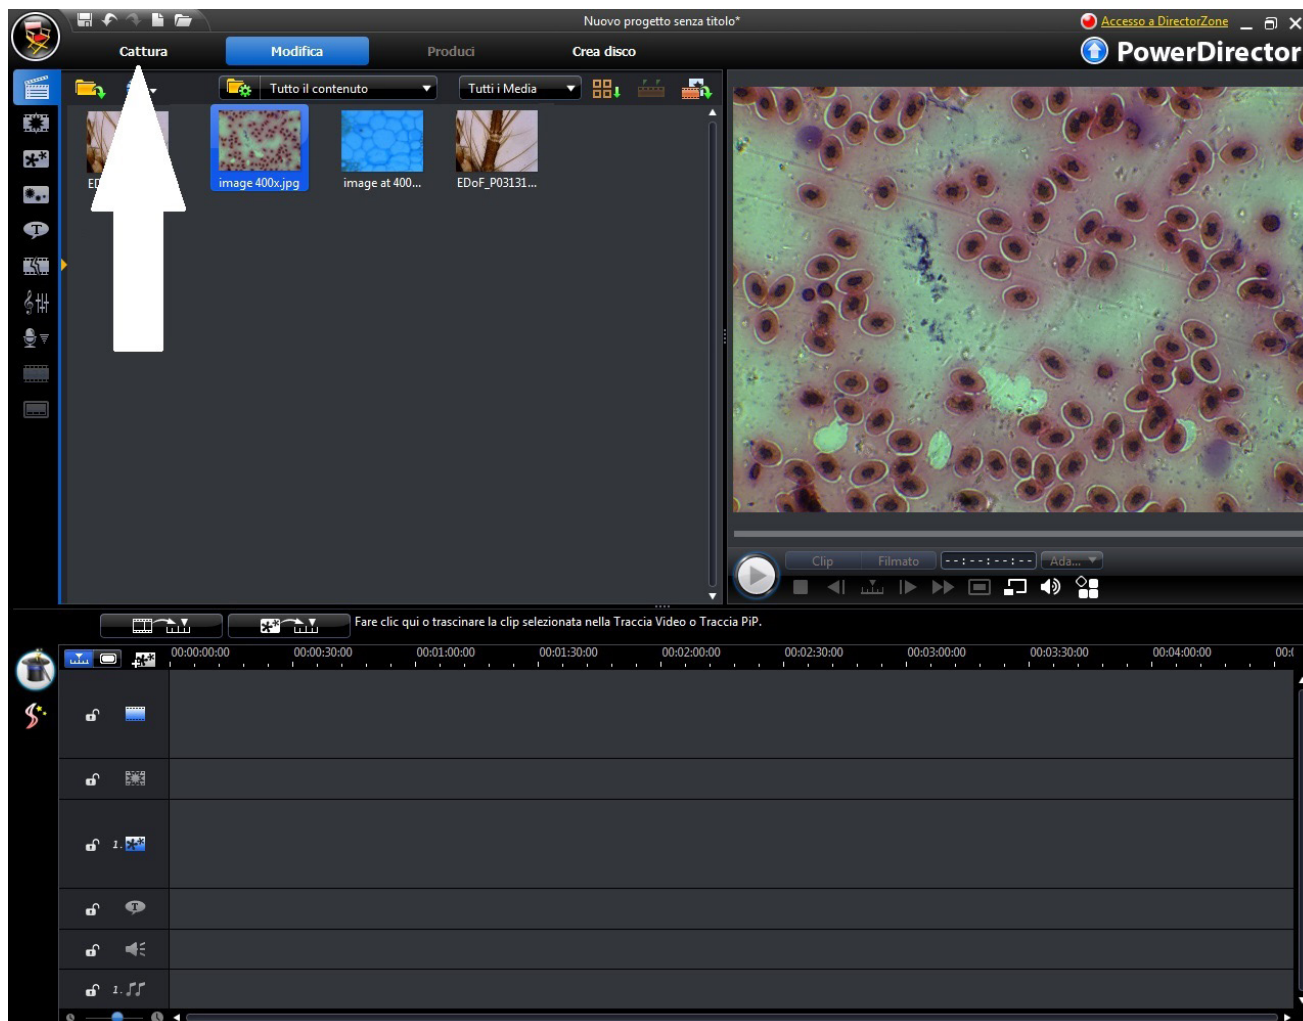 Nuovo progetto senza titolo*
Accesso a DirectorZone
Cattura
Modifica
Produci
Crea disco
PowerDirector
Tutto il contenuto
Tutti i Media
image 400x.jpg
image at 400...
EDoF_P03131...
Clip
Filmato
--:--:--:--
Ada...
Fare clic qui o trascinare la clip selezionata nella Traccia Video o Traccia PiP.
00:00:00:00
00:00:30:00
00:01:00:00
00:01:30:00
00:02:00:00
00:02:30:00
00:03:00:00
00:03:30:00
00:04:00:00
1.
1.